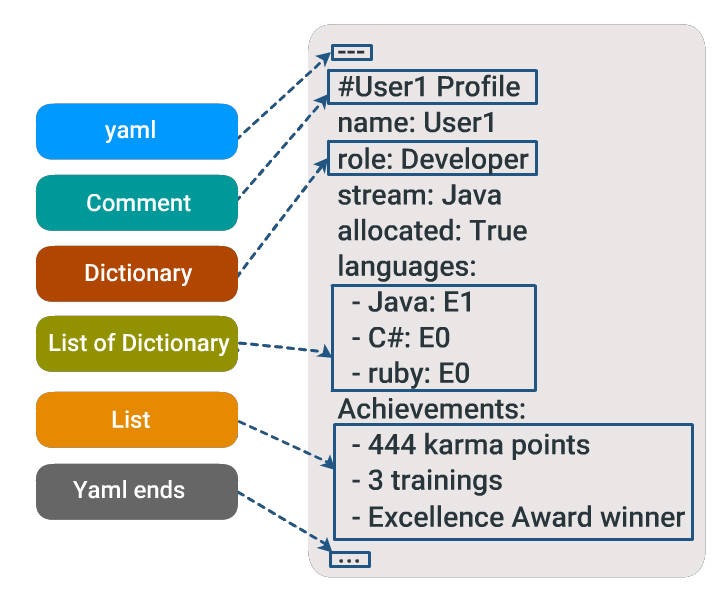 yaml
Comment
Dictionary
List of Dictionary
List
Yaml ends
---
#User1 Profile
name: User1
role: Developer
stream: Java
allocated: True
languages:
- Java: E1
- C#: E0
- ruby: E0
Achievements:
- 444 karma points
- 3 trainings
- Excellence Award winner
...